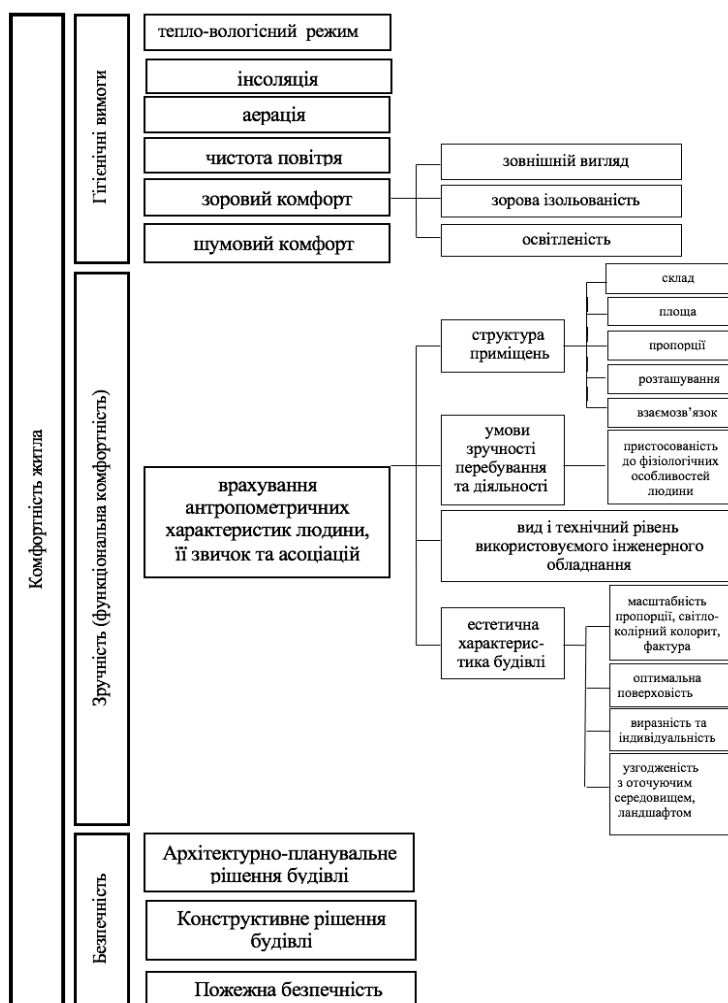 Комфортність житла
Гігієнічні вимоги
тепло-вологісний режим
інсоляція
аерація
чистота повітря
зоровий комфорт
шумовий комфорт
зовнішній вигляд
зорова ізольованість
освітленість
Зручність (функціональна комфортність)
врахування
антропометричних
характеристик людини,
її звичок та асоціацій
структура
приміщень
склад
площа
пропорції
розташування
взаємозв’язок
умови
зручності
перебування
та діяльності
пристосованість
до фізіологічних
особливостей
людини
вид і технічний рівень
використовуємого інженерного
обладнання
естетична
характерис-
тика будівлі
масштабність
пропорції, світло-
колірний колорит,
фактура
оптимальна
поверховість
виразність та
індивідуальність
узгодженість
з оточуючим
середовищем,
ландшафтом
Безпечність
Архітектурно-планувальне
рішення будівлі
Конструктивне рішення
будівлі
Пожежна безпечність